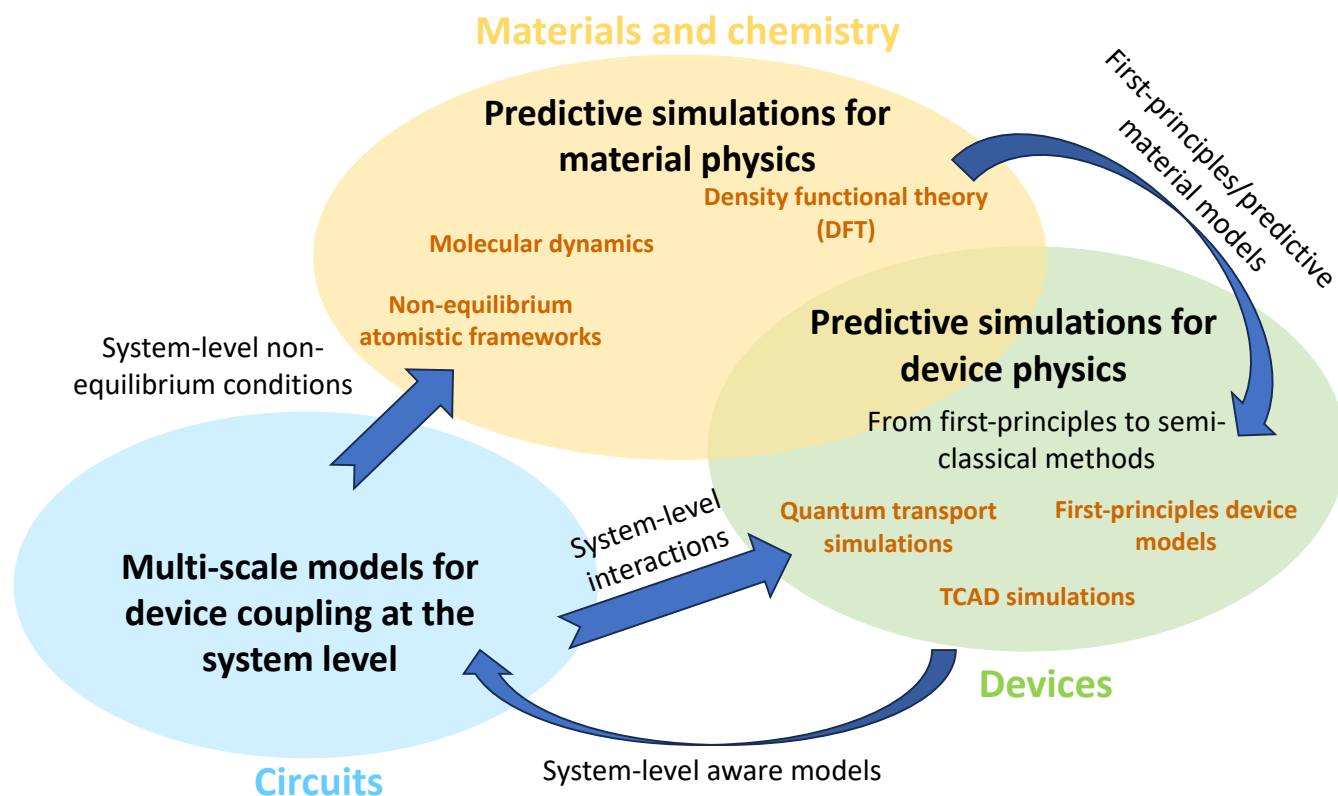 Materials and chemistry
Predictive simulations for
material physics
Density functional theory
(DFT)
Molecular dynamics
Non-equilibrium
atomistic frameworks
First-principles/predictive
material models
System-level non-
equilibrium conditions
Predictive simulations for
device physics
From first-principles to semi-
classical methods
Quantum transport
simulations
First-principles device
models
TCAD simulations
System-level
interactions
Multi-scale models for
device coupling at the
system level
Devices
System-level aware models
Circuits